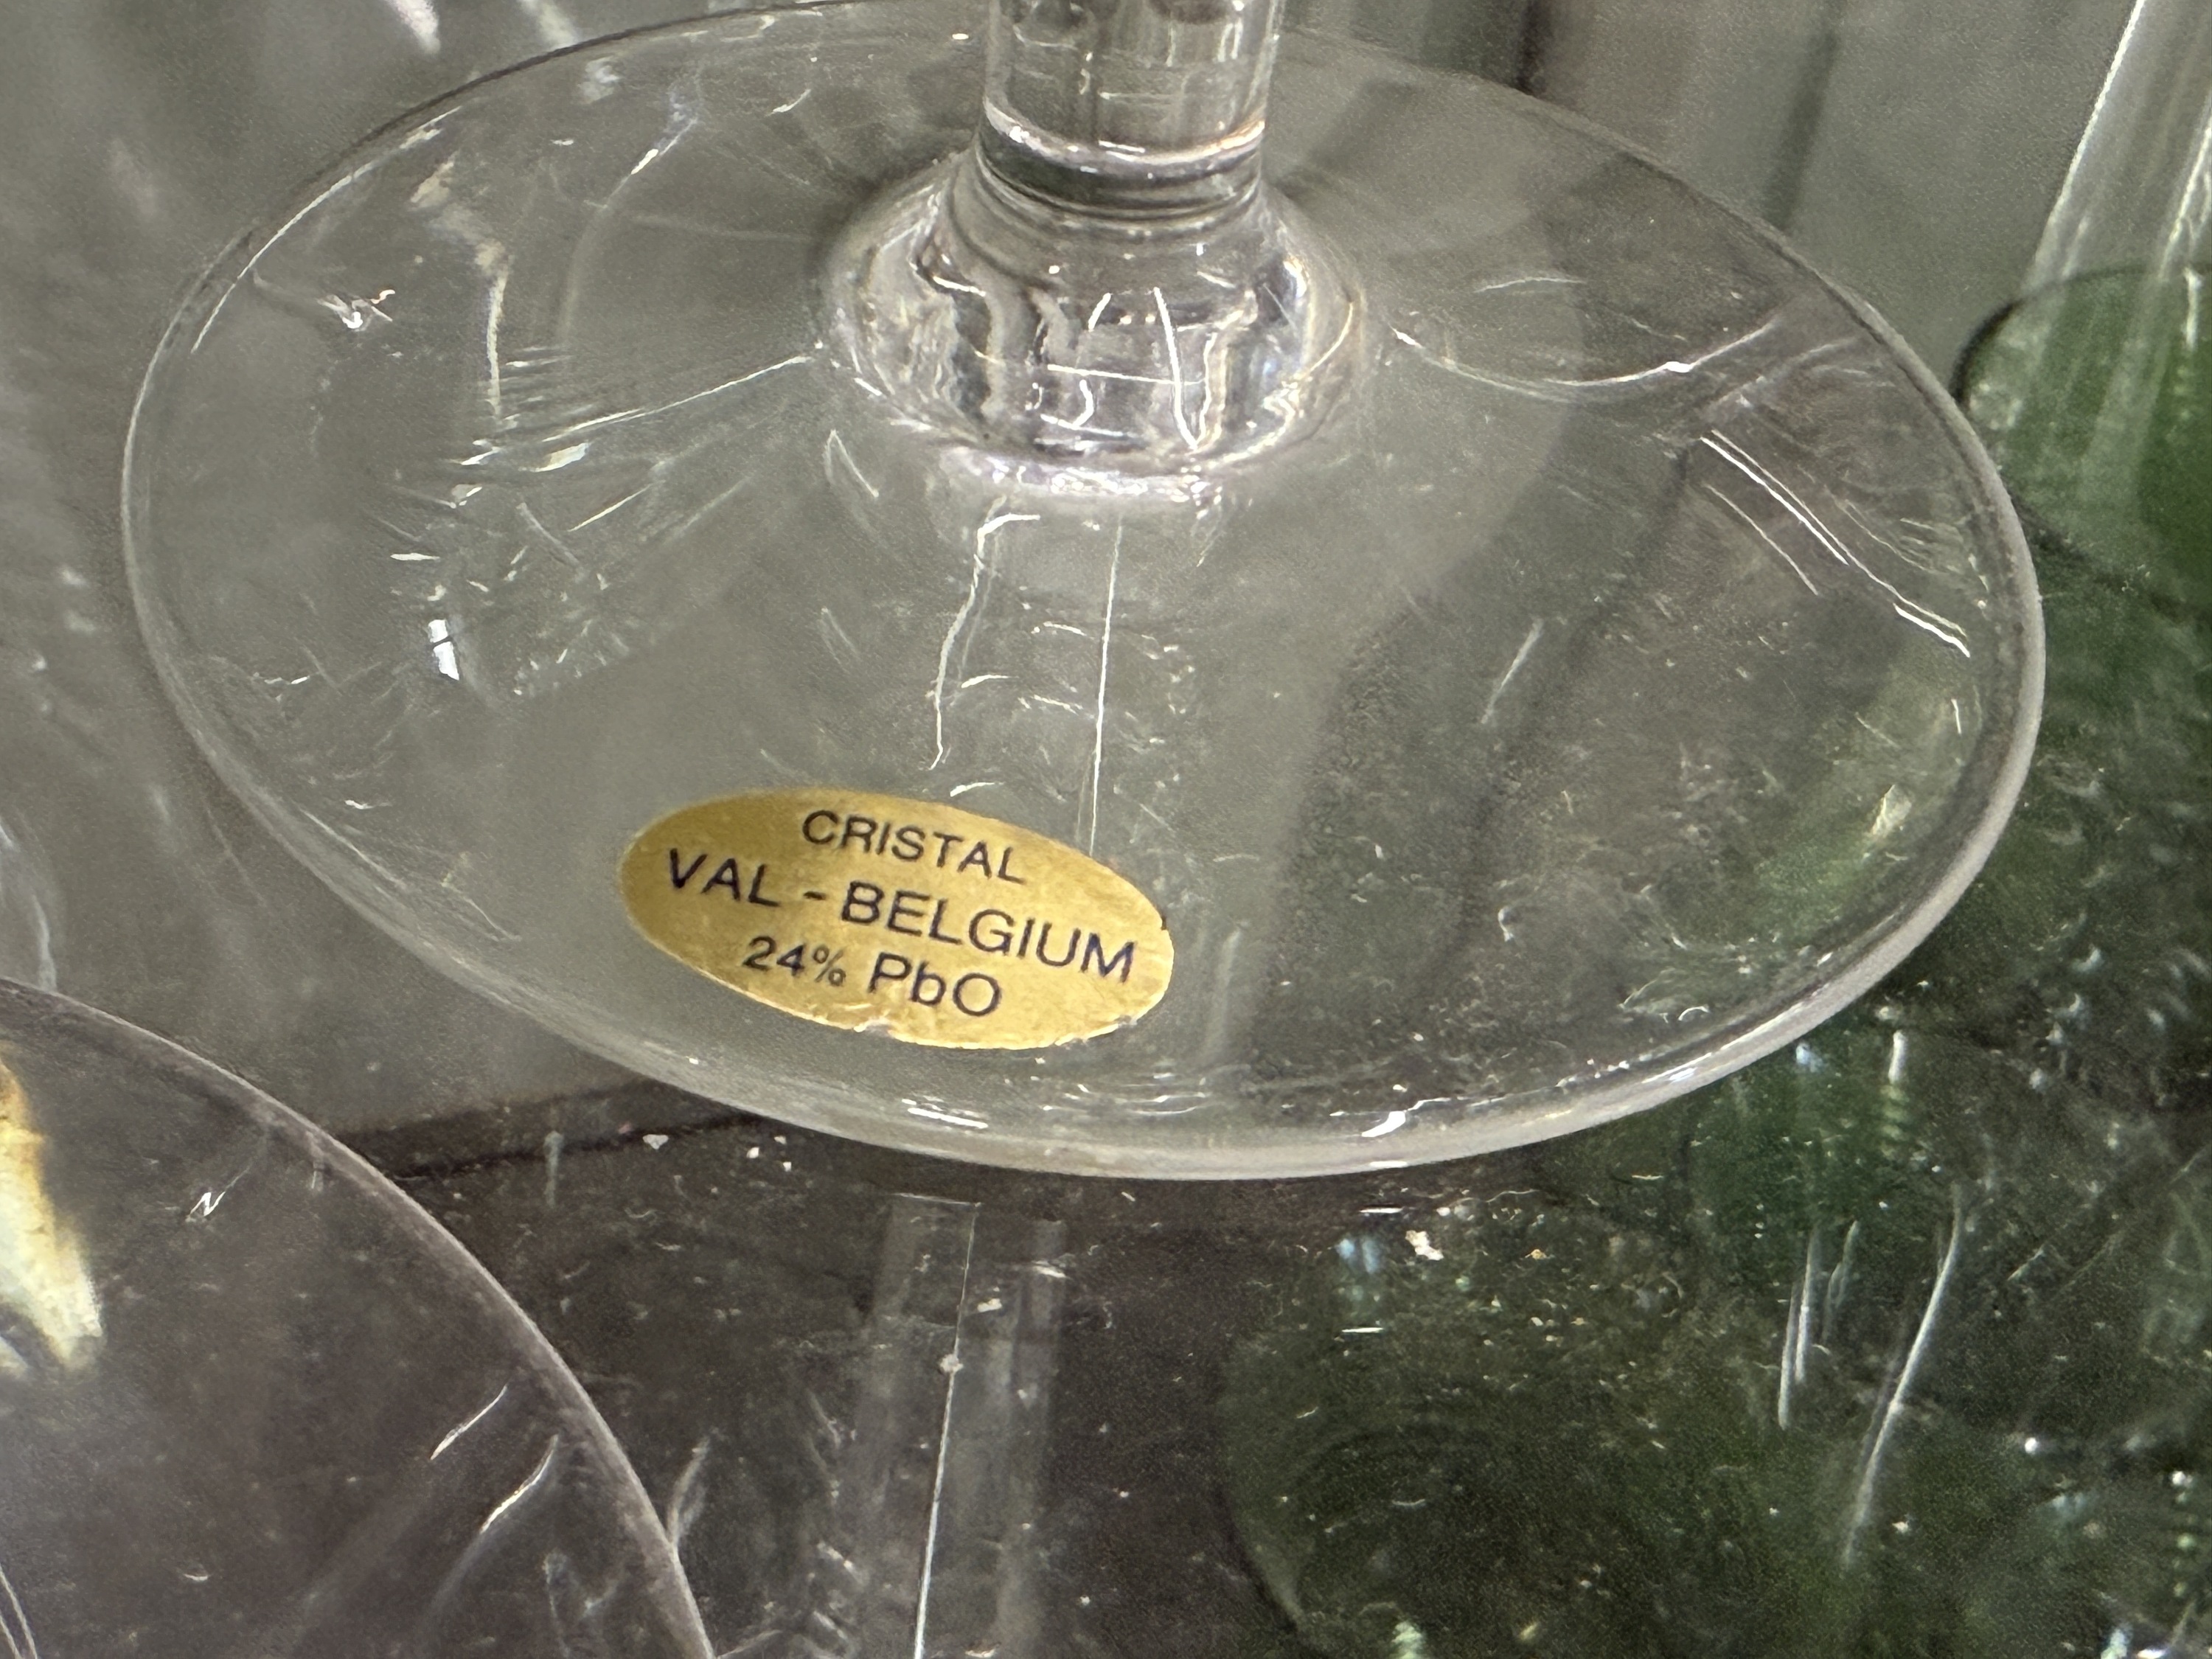 CRISTAL
VAL - BELGIUM
24% PbO